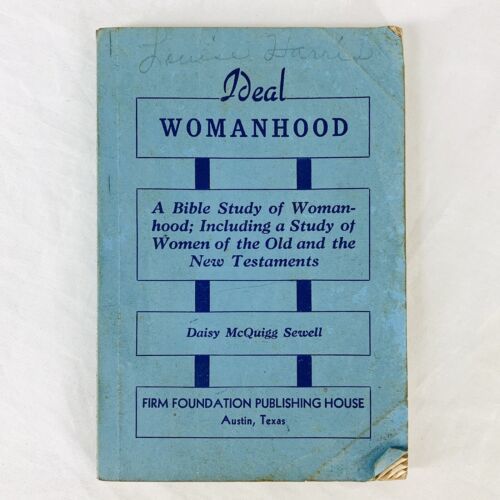 Louise Harris
Ideal
WOMANHOOD
A Bible Study of Woman-
hood; Including a Study of
Women of the Old and the
New Testaments
Daisy McQuigg Sewell
FIRM FOUNDATION PUBLISHING HOUSE
Austin, Texas